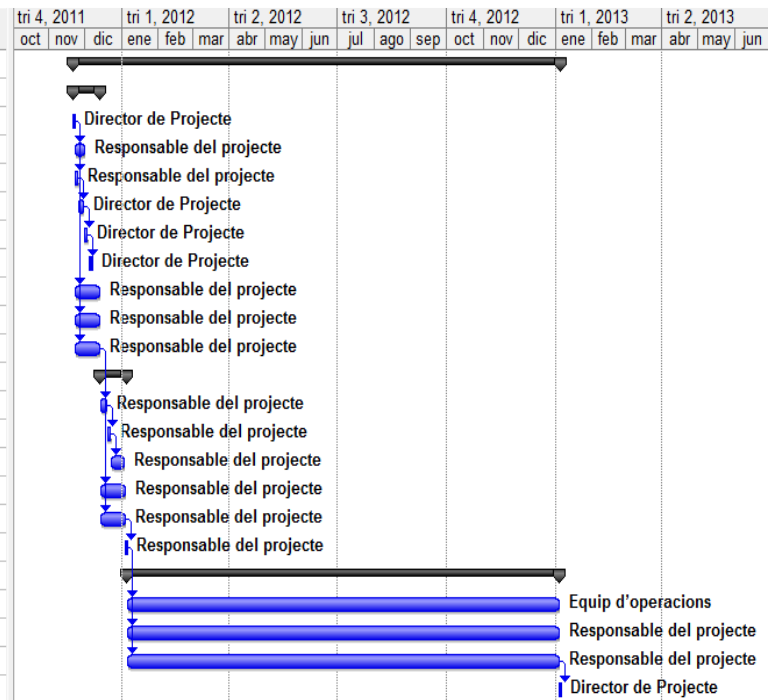 tri 4, 2011 tri 1, 2012 tri 2, 2012 tri 3, 2012 tri 4, 2012 tri 1, 2013 tri 2, 2013
oct nov dic ene feb mar abr may jun jul ago sep oct nov dic ene feb mar abr may jun
Director de Projecte
Responsable del projecte
Responsable del projecte
Director de Projecte
Director de Projecte
Director de Projecte
Responsable del projecte
Responsable del projecte
Responsable del projecte
Responsable del projecte
Responsable del projecte
Responsable del projecte
Responsable del projecte
Responsable del projecte
Responsable del projecte
Equip d'operacions
Responsable del projecte
Responsable del projecte
Director de Projecte